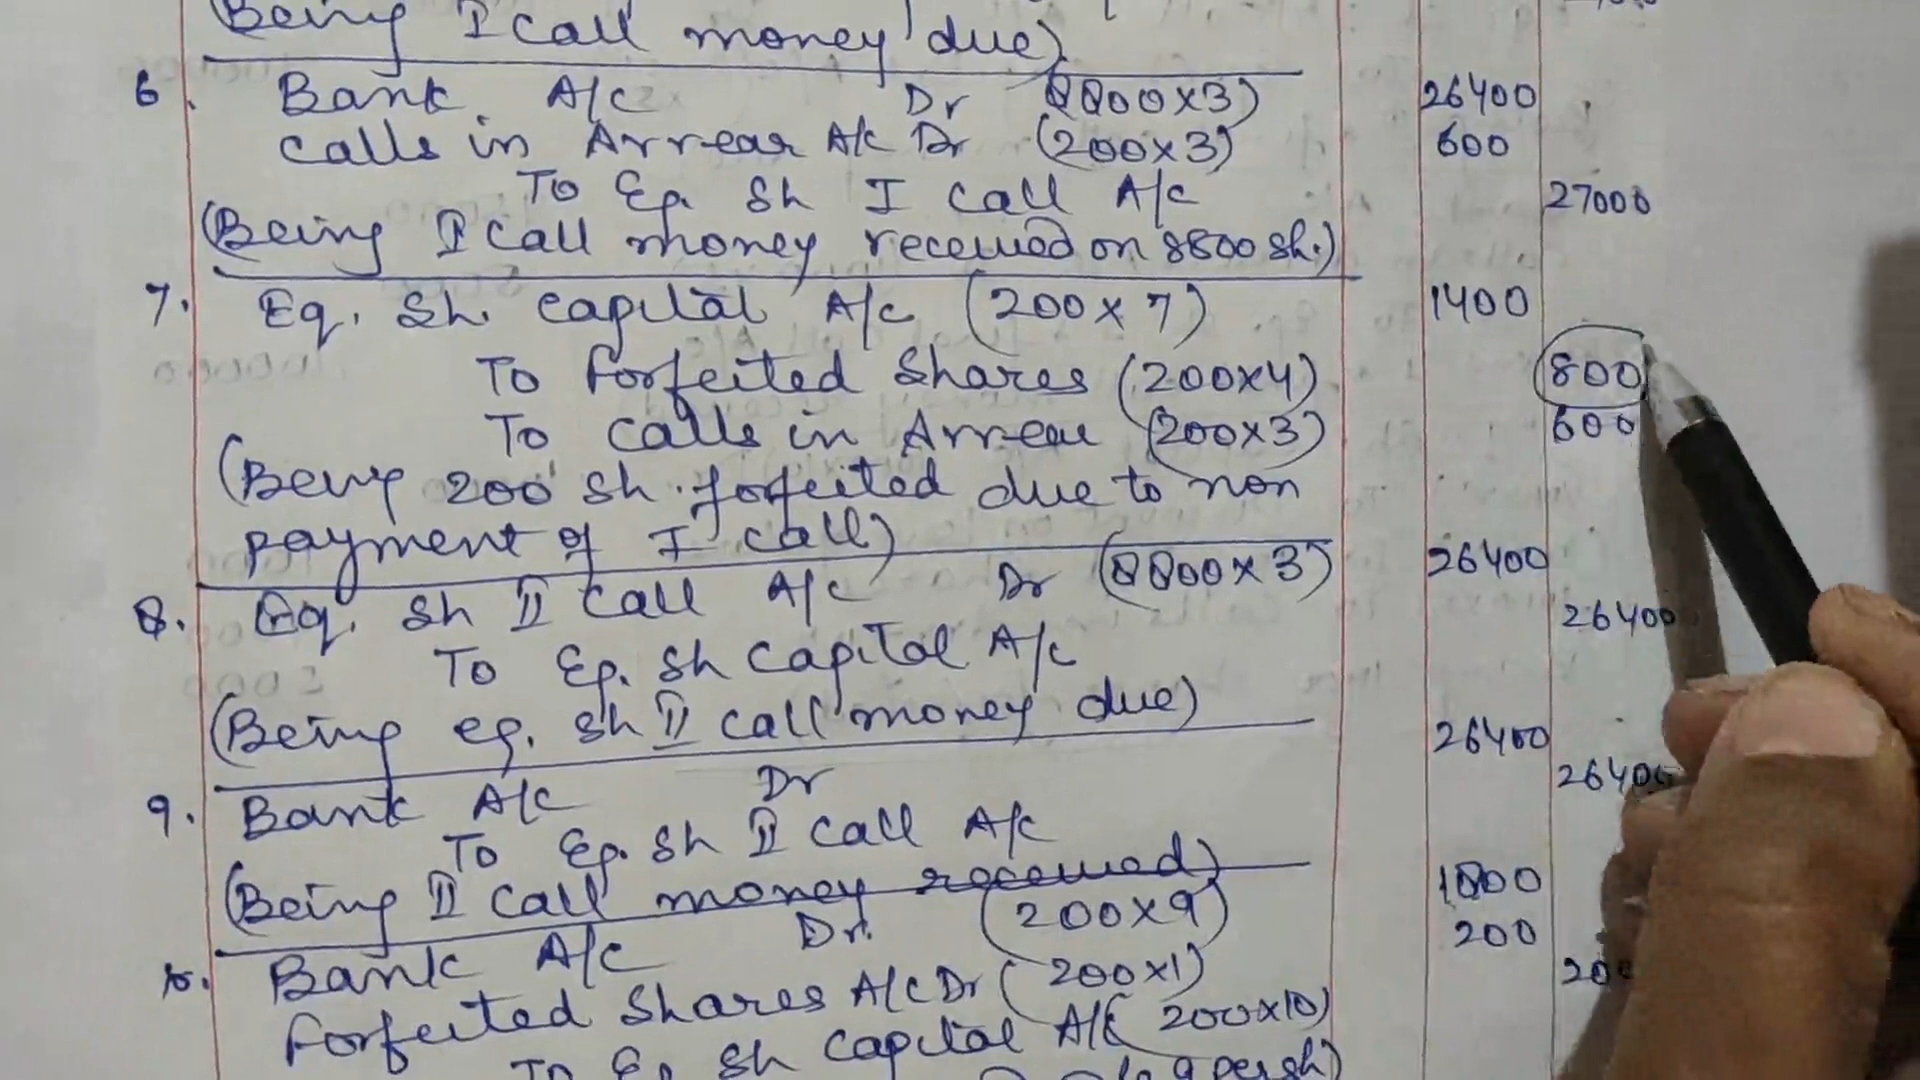 Being I call money due)
6. Bank A/c Dr (8800x3) 26400
calls in Arrear A/c Dr (200x3) 600
To Eq. Sh I call A/c 27000
(Being I call money received on 8800 sh.)
7. Eq. Sh. capital A/c (200x7) 1400
To forfeited Shares (200x4) 800
To calls in Arrear (200x3) 600
(Being 200 sh. forfeited due to non
payment of I call)
8. Eq. Sh II call A/c Dr (8800x3) 26400
To Eq. Sh capital A/c 26400
(Being eq. sh II call money due)
9. Bank A/c Dr 26400
To Eq. Sh II call A/c 26400
(Being II call money received)
10. Bank A/c Dr. (200x9) 1800
forfeited Shares A/c Dr (200x1) 200
To Eq Sh capital A/c (200x10)